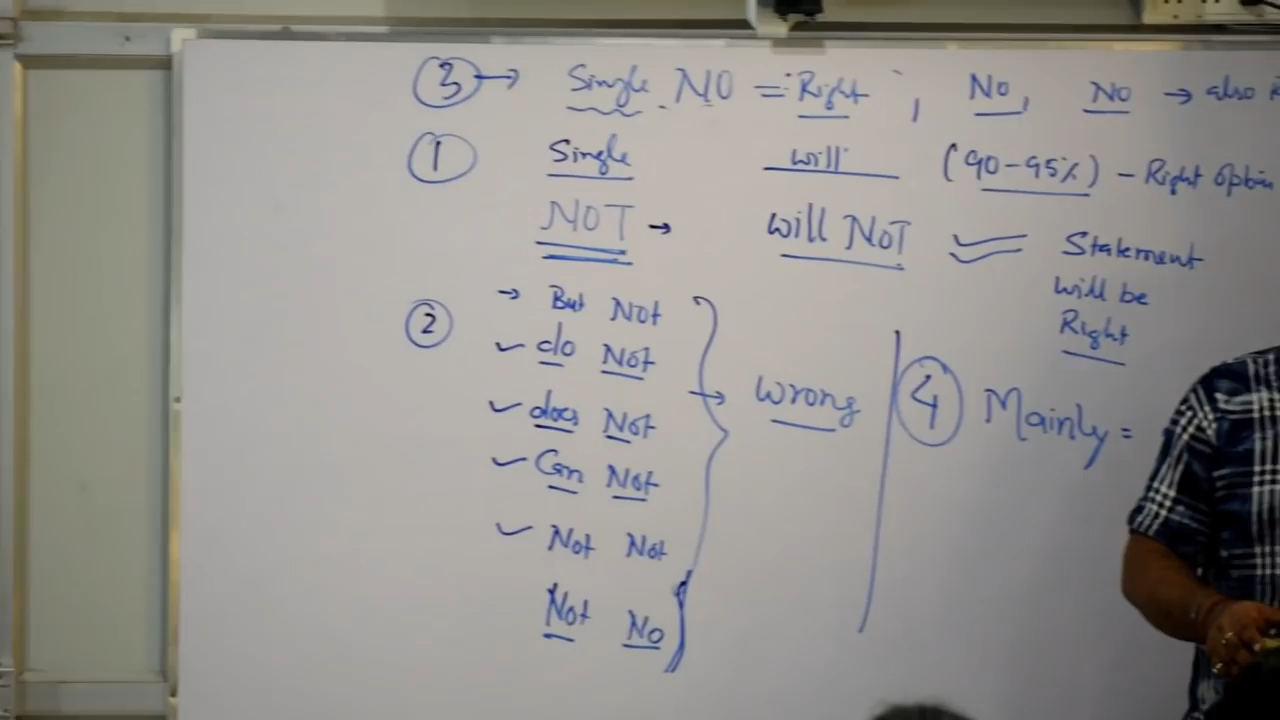 ③ → Single NO = Right , No, No → also
① Single will (90-95%) - Right option
NOT → will NOT Statement
will be
Right
② → But Not
✓ do Not
✓ does Not → Wrong
✓ Can Not
✓ Not Not
Not No
④ Mainly =